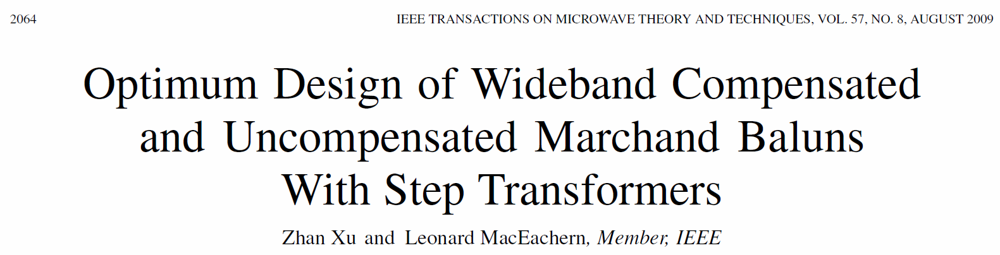 2064 IEEE TRANSACTIONS ON MICROWAVE THEORY AND TECHNIQUES, VOL. 57, NO. 8, AUGUST 2009
Optimum Design of Wideband Compensated
and Uncompensated Marchand Baluns
With Step Transformers
Zhan Xu and Leonard MacEachern, Member, IEEE